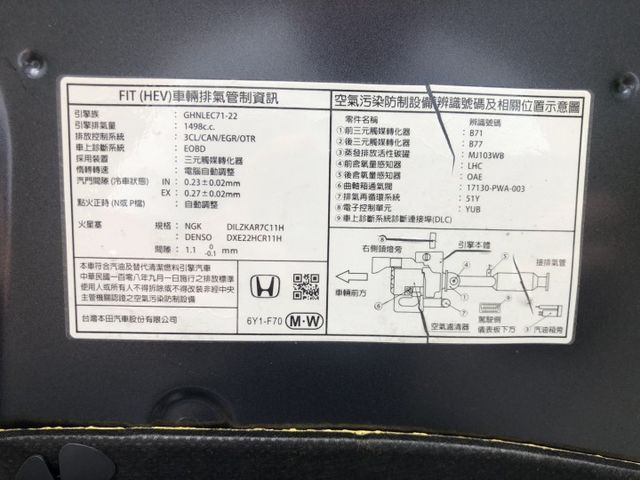 FIT (HEV)車輛排氣管制資訊
引擎族 : GHNLEC71-22
引擎排氣量 : 1498c.c.
排放控制系統 : 3CL/CAN/EGR/OTR
車上診斷系統 : EOBD
採用裝置 : 三元觸媒轉化器
惰轉轉速 : 電腦自動調整
汽門間隙 (冷車狀態) IN : 0.23±0.02mm
EX : 0.27±0.02mm
點火正時 (N或P檔) : 自動調整
火星塞 規格: NGK DILZKAR7C11H
DENSO DXE22HCR11H
間隙: 1.1 0 -0.1 mm
本車符合汽油及替代清潔燃料引擎汽車
中華民國一百零八年九月一日施行之排放標準
使用人或所有人不得拆除或不得改裝非經中央
主管機關認證之空氣污染防制設備
台灣本田汽車股份有限公司
6Y1-F70 M·W
空氣污染防制設備辨識號碼及相關位置示意圖
零件名稱 辨識號碼
①前三元觸媒轉化器 : B71
②後三元觸媒轉化器 : B77
③蒸發排放活性碳罐 : MJ103WB
④前含氧量感知器 : LHC
⑤後含氧量感知器 : OAE
⑥曲軸箱通氣閥 : 17130-PWA-003
⑦排氣再循環系統 : 51Y
⑧電子控制單元 : YUB
⑨車上診斷系統診斷連接埠(DLC)
右側頭燈旁
引擎本體
接排氣管
車輛前方
空氣濾清器
駕駛側
儀表板下方
③汽油箱旁